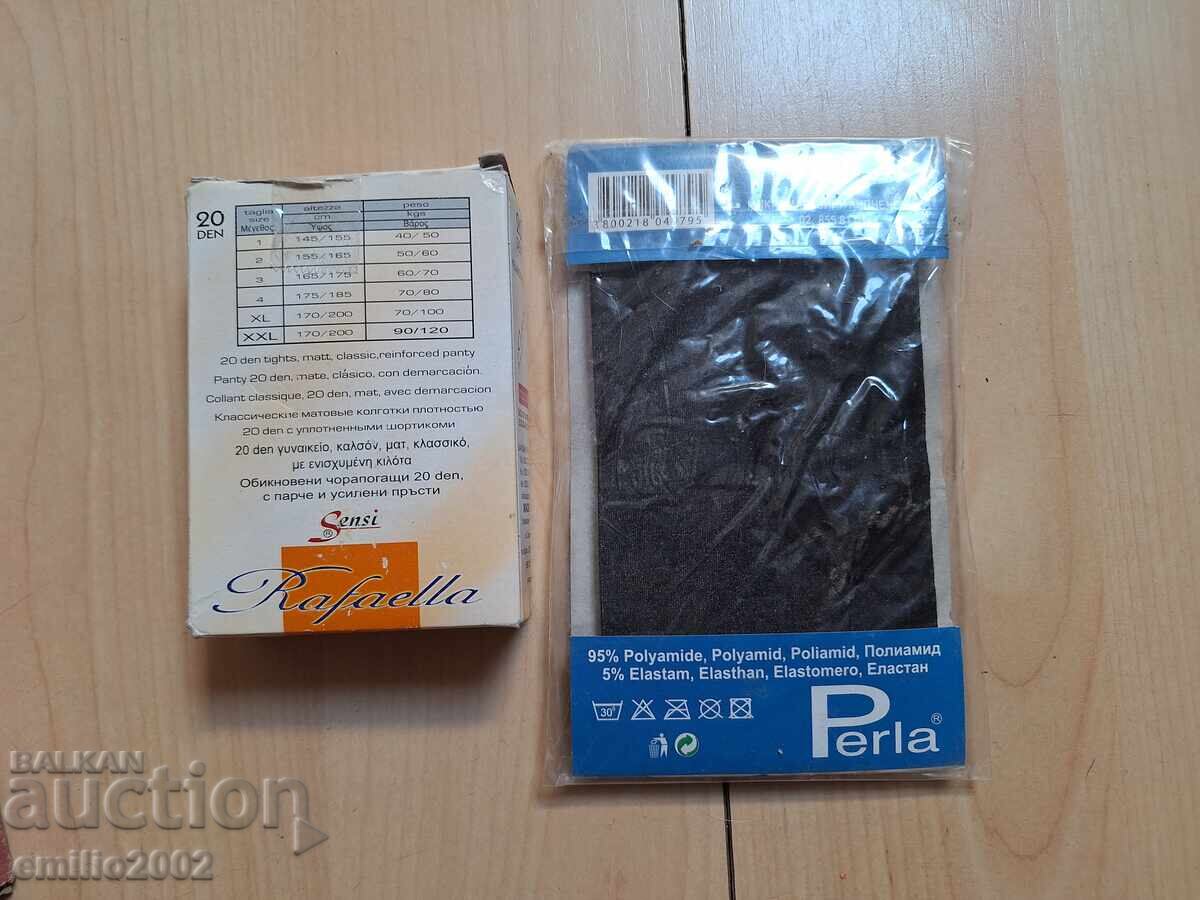 20
DEN
taglia altezza peso
size cm. kgs
Μέγεθος Ύψος Βάρος
1 145/155 40/50
2 155/165 50/60
3 165/175 60/70
4 175/185 70/80
XL 170/200 70/100
XXL 170/200 90/120
20 den tights, matt, classic,reinforced panty
Panty 20 den, mate, clásico, con demarcación.
Collant classique, 20 den, mat, avec demarcacion
Классические матовые колготки плотностью
20 den с уплотненными шортикоми
20 den γυναικείο, καλσόν, ματ, κλασσικό,
με ενισχυμένη κιλότα
Обикновени чорапогащи 20 den,
с парче и усилени пръсти
Sensi
®
Rafaella
02, 855
95% Polyamide, Polyamid, Poliamid, Полиамид
5% Elastam, Elasthan, Elastomero, Еластан
30°
Perla®
BALKAN
auction
emilio2002